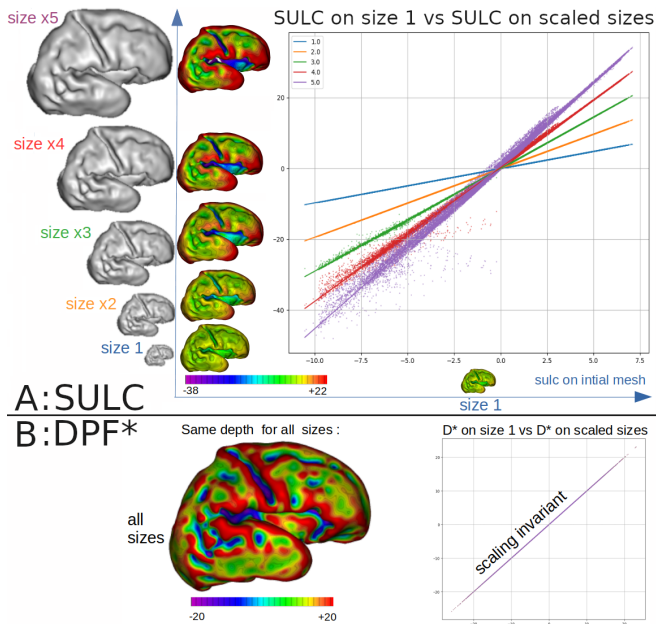 size x5
SULC on size 1 vs SULC on scaled sizes
1.0
2.0
3.0
4.0
5.0
size x4
size x3
size x2
size 1
20
0
-20
-40
-10.0
-7.5
-5.0
-2.5
0.0
2.5
5.0
7.5
-38
+22
sulc on intial mesh
size 1
A:SULC
B:DPF*
Same depth for all sizes :
D* on size 1 vs D* on scaled sizes
all
sizes
scaling invariant
-20
+20